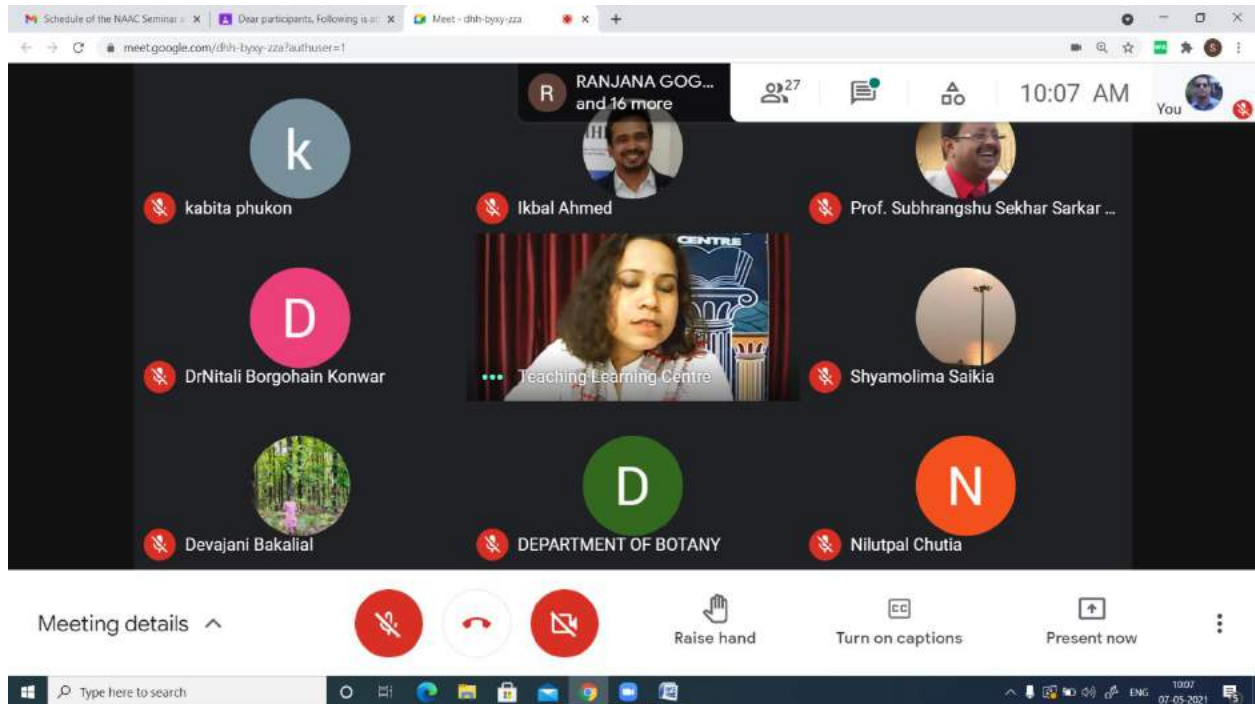 Schedule of the NAAC Seminar a
Dear participants, Following is at
Meet - dhh-byxy-zza
meet.google.com/dhh-byxy-zza?authuser=1
R
RANJANA GOG...
and 16 more
27
10:07 AM
You
k
kabita phukon
Ikbal Ahmed
Prof. Subhrangshu Sekhar Sarkar ...
D
DrNitali Borgohain Konwar
CENTRE
Teaching Learning Centre
Shyamolima Saikia
Devajani Bakalial
D
DEPARTMENT OF BOTANY
N
Nilutpal Chutia
Meeting details
Raise hand
CC
Turn on captions
Present now
Type here to search
ENG
10:07
07-05-2021
5